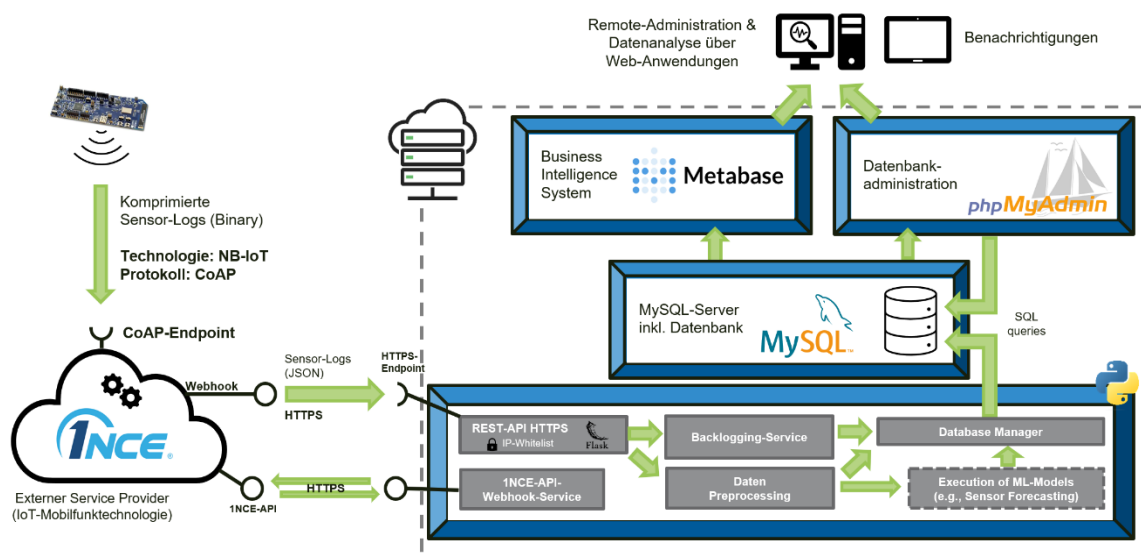 Remote-Administration &
Datenanalyse über
Web-Anwendungen
Benachrichtigungen
Komprimierte
Sensor-Logs (Binary)
Technologie: NB-IoT
Protokoll: CoAP
CoAP-Endpoint
Business
Intelligence
System
Metabase
Datenbank-
administration
phpMyAdmin
MySQL-Server
inkl. Datenbank
MySQL™
SQL
queries
Webhook
Sensor-Logs
(JSON)
HTTPS
HTTPS-
Endpoint
1NCE®
Externer Service Provider
(IoT-Mobilfunktechnologie)
1NCE-API
HTTPS
REST-API HTTPS
IP-Whitelist
Flask
Backlogging-Service
Database Manager
1NCE-API-
Webhook-Service
Daten
Preprocessing
Execution of ML-Models
(e.g., Sensor Forecasting)